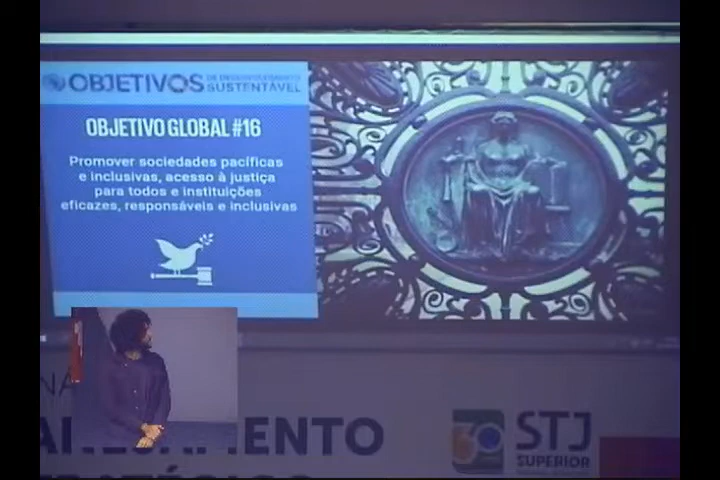 OBJETIVOS DE DESENVOLVIMENTO
SUSTENTÁVEL
OBJETIVO GLOBAL #16
Promover sociedades pacíficas
e inclusivas, acesso à justiça
para todos e instituições
eficazes, responsáveis e inclusivas
STJ
SUPERIOR